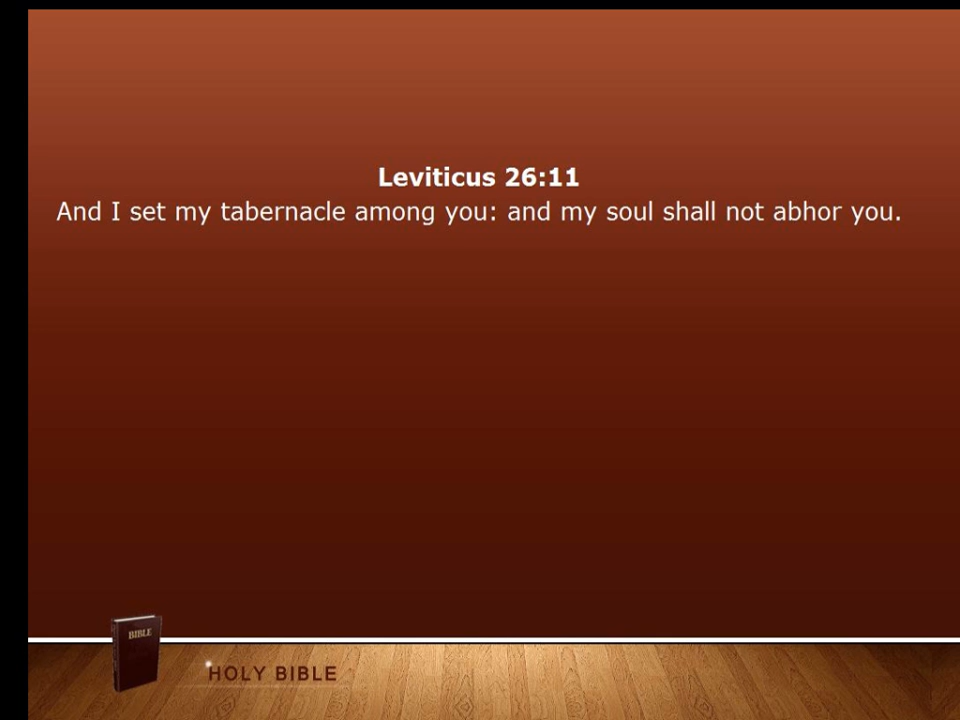 Leviticus 26:11
And I set my tabernacle among you: and my soul shall not abhor you.
BIBLE
HOLY BIBLE